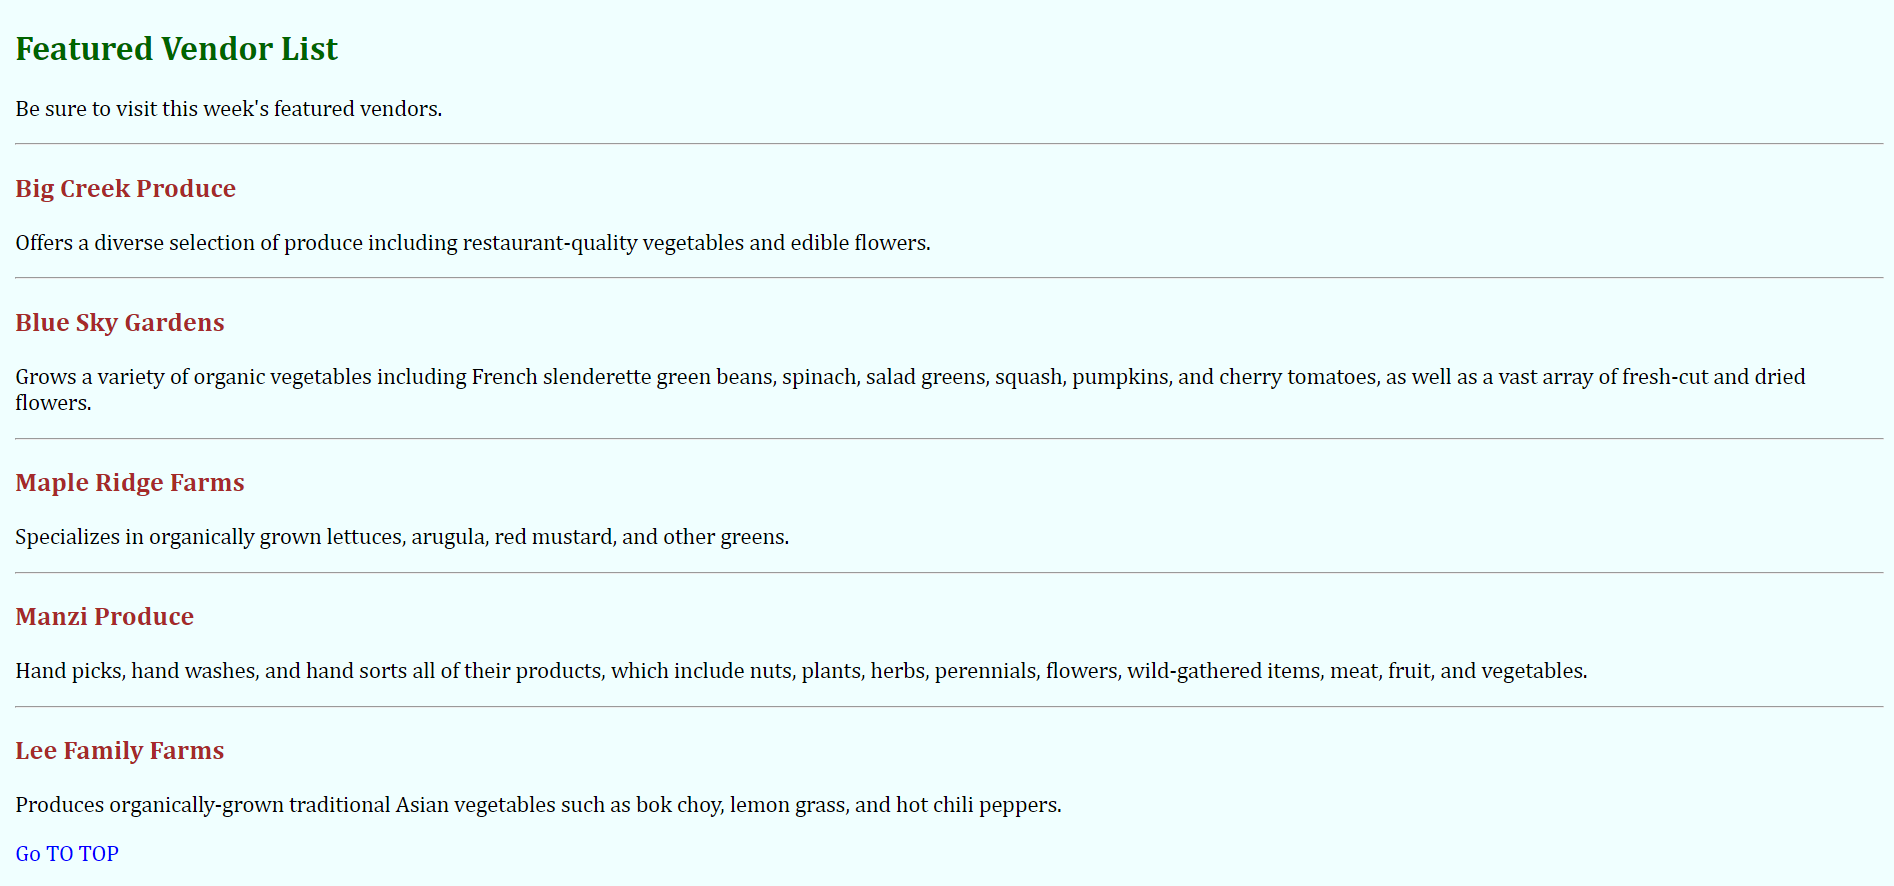 Featured Vendor List
Be sure to visit this week's featured vendors.
Big Creek Produce
Offers a diverse selection of produce including restaurant-quality vegetables and edible flowers.
Blue Sky Gardens
Grows a variety of organic vegetables including French slenderette green beans, spinach, salad greens, squash, pumpkins, and cherry tomatoes, as well as a vast array of fresh-cut and dried
flowers.
Maple Ridge Farms
Specializes in organically grown lettuces, arugula, red mustard, and other greens.
Manzi Produce
Hand picks, hand washes, and hand sorts all of their products, which include nuts, plants, herbs, perennials, flowers, wild-gathered items, meat, fruit, and vegetables.
Lee Family Farms
Produces organically-grown traditional Asian vegetables such as bok choy, lemon grass, and hot chili peppers.
Go TO TOP